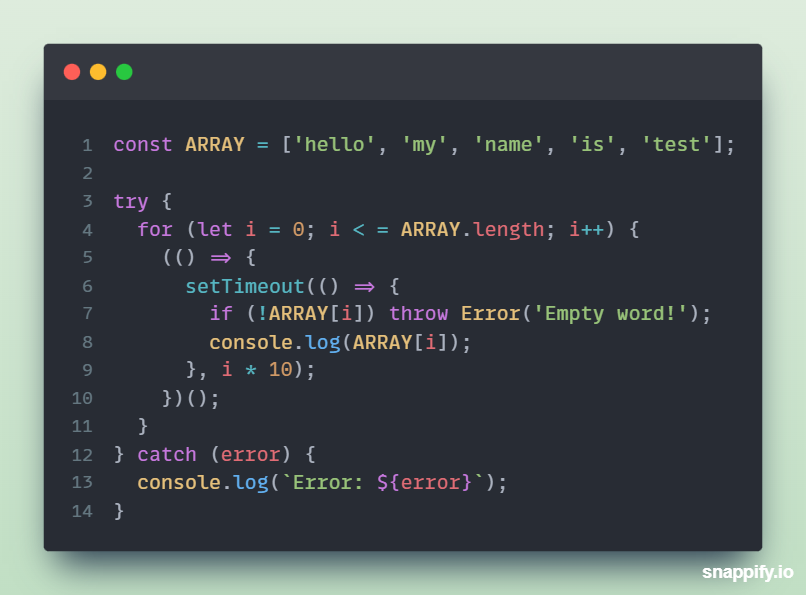 1 const ARRAY = ['hello', 'my', 'name', 'is', 'test'];
2
3 try {
4   for (let i = 0; i < = ARRAY.length; i++) {
5     (() => {
6       setTimeout(() => {
7         if (!ARRAY[i]) throw Error('Empty word!');
8         console.log(ARRAY[i]);
9       }, i * 10);
10     })();
11   }
12 } catch (error) {
13   console.log(`Error: ${error}`);
14 }
snappify.io